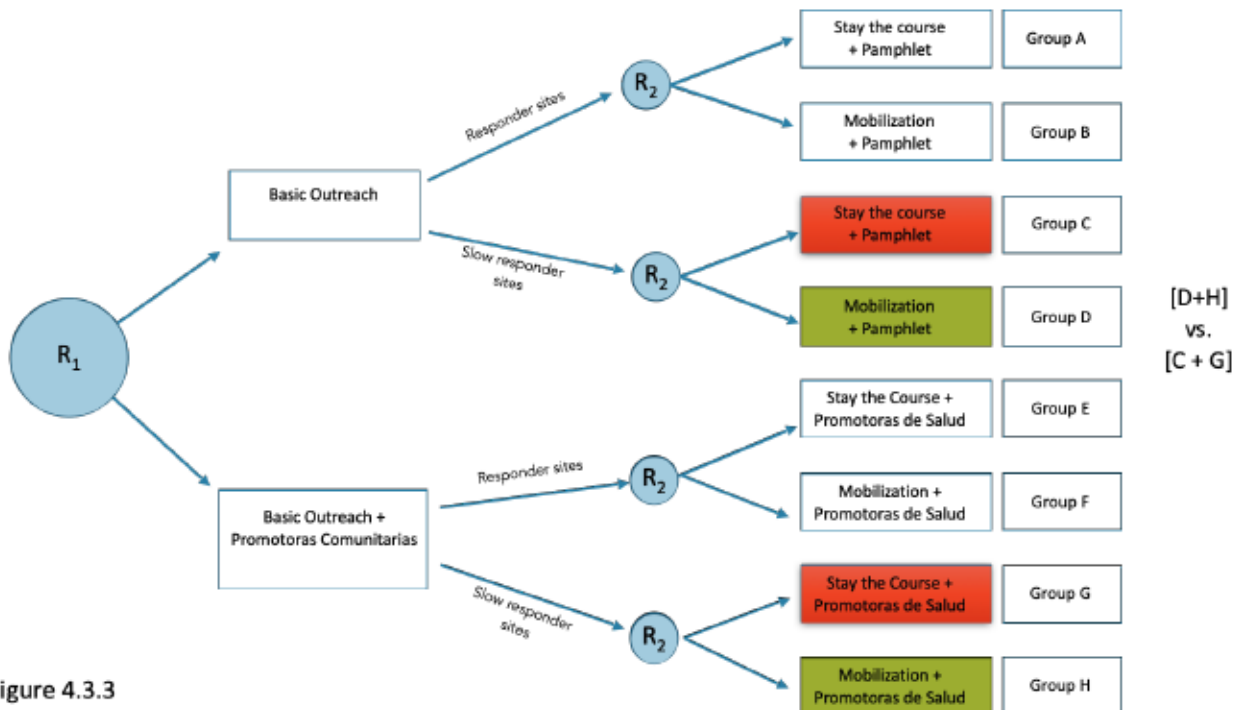 Stay the course
+ Pamphlet
Group A
R2
Responder sites
Mobilization
+ Pamphlet
Group B
Basic Outreach
Stay the course
+ Pamphlet
Group C
Slow responder
sites
R2
Mobilization
+ Pamphlet
Group D
[D+H]
vs.
[C + G]
R1
Stay the Course +
Promotoras de Salud
Group E
Responder sites
R2
Basic Outreach +
Promotoras Comunitarias
Mobilization +
Promotoras de Salud
Group F
Stay the Course +
Promotoras de Salud
Group G
Slow responder
sites
R2
Mobilization +
Promotoras de Salud
Group H
igure 4.3.3